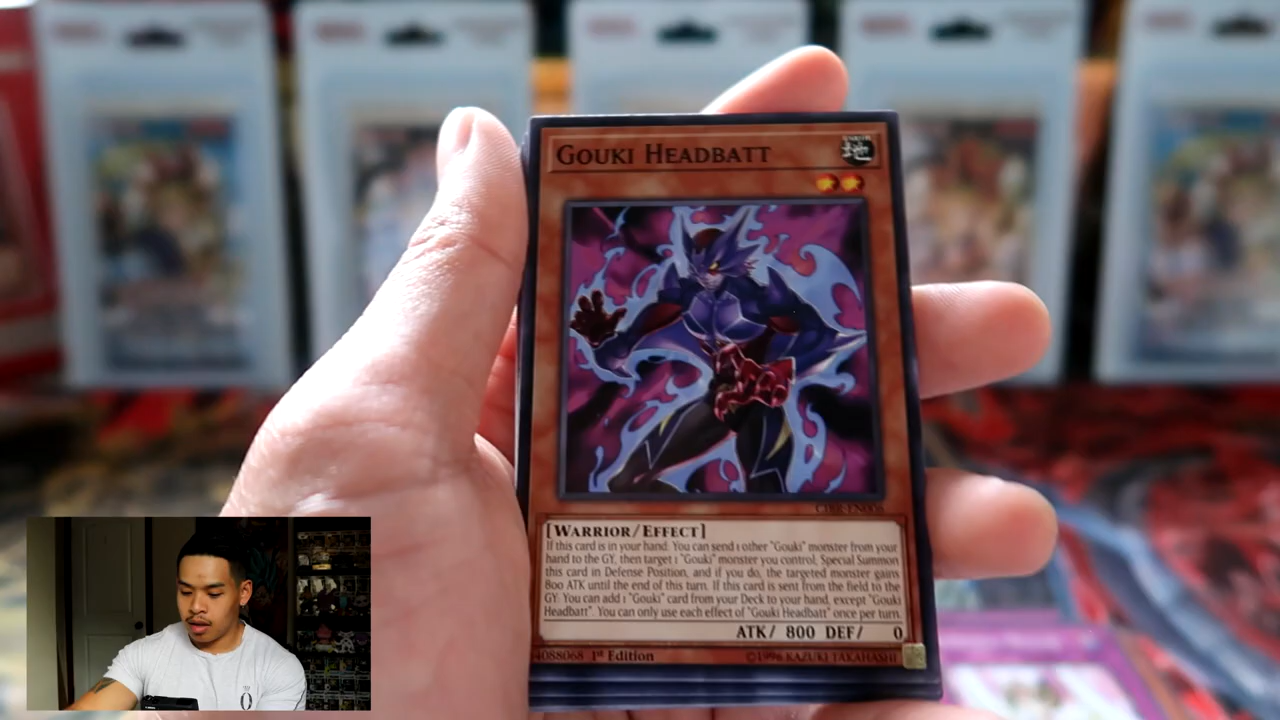 GOUKI HEADBATT
CIBR-EN006
[WARRIOR/EFFECT]
If this card is in your hand: You can send 1 other "Gouki" monster from your
hand to the GY, then target 1 "Gouki" monster you control; Special Summon
this card in Defense Position, and if you do, the targeted monster gains
800 ATK until the end of this turn. If this card is sent from the field to the
GY: You can add 1 "Gouki" card from your Deck to your hand, except "Gouki
Headbatt". You can only use each effect of "Gouki Headbatt" once per turn.
ATK/ 800 DEF/ 0
4088068 1st Edition ©1996 KAZUKI TAKAHASHI